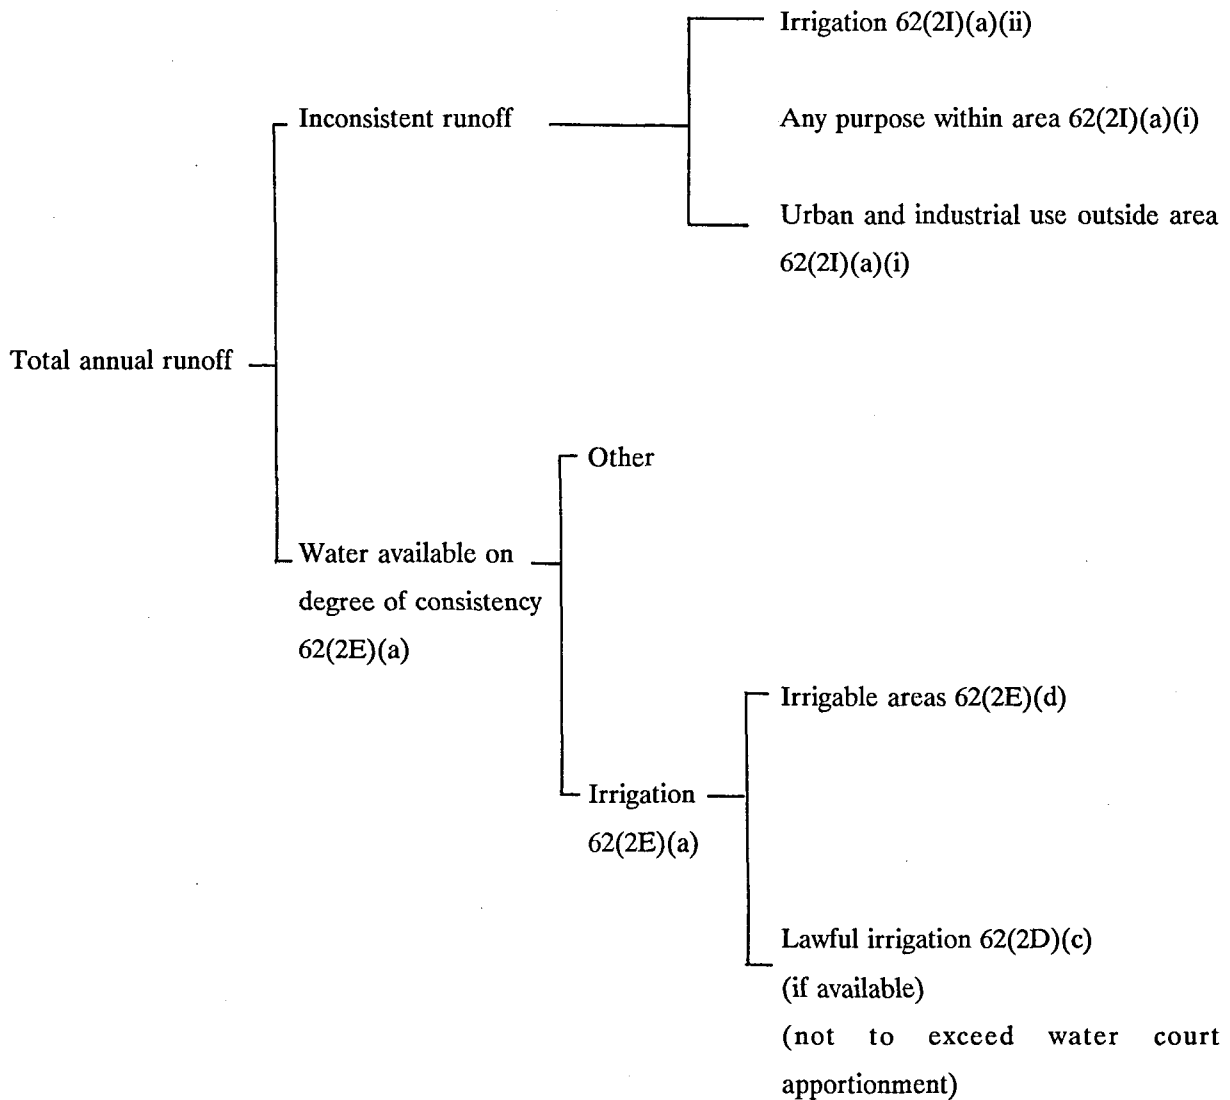 Irrigation 62(2I)(a)(ii)
Inconsistent runoff
Any purpose within area 62(2I)(a)(i)
Urban and industrial use outside area
62(2I)(a)(i)
Total annual runoff
Other
Water available on
degree of consistency
62(2E)(a)
Irrigable areas 62(2E)(d)
Irrigation
62(2E)(a)
Lawful irrigation 62(2D)(c)
(if available)
(not to exceed water court
apportionment)